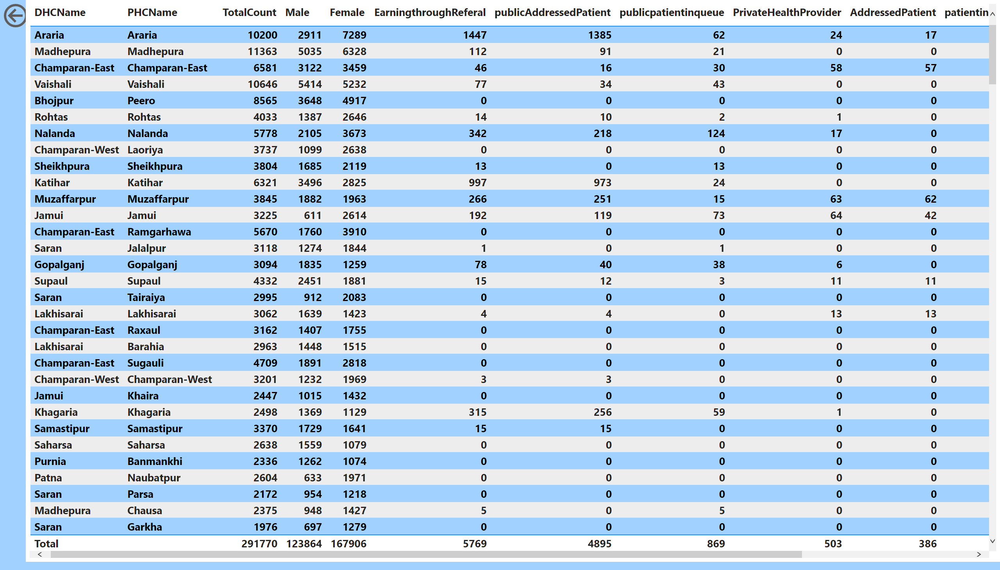 DHCName PHCName TotalCount Male Female EarningthroughReferal publicAddressedPatient publicpatientinqueue PrivateHealthProvider AddressedPatient patientin
Araria Araria 10200 2911 7289 1447 1385 62 24 17
Madhepura Madhepura 11363 5035 6328 112 91 21 0 0
Champaran-East Champaran-East 6581 3122 3459 46 16 30 58 57
Vaishali Vaishali 10646 5414 5232 77 34 43 0 0
Bhojpur Peero 8565 3648 4917 0 0 0 0 0
Rohtas Rohtas 4033 1387 2646 14 10 2 1 0
Nalanda Nalanda 5778 2105 3673 342 218 124 17 0
Champaran-West Laoriya 3737 1099 2638 0 0 0 0 0
Sheikhpura Sheikhpura 3804 1685 2119 13 0 13 0 0
Katihar Katihar 6321 3496 2825 997 973 24 0 0
Muzaffarpur Muzaffarpur 3845 1882 1963 266 251 15 63 62
Jamui Jamui 3225 611 2614 192 119 73 64 42
Champaran-East Ramgarhawa 5670 1760 3910 0 0 0 0 0
Saran Jalalpur 3118 1274 1844 1 0 1 0 0
Gopalganj Gopalganj 3094 1835 1259 78 40 38 6 0
Supaul Supaul 4332 2451 1881 15 12 3 11 11
Saran Tairaiya 2995 912 2083 0 0 0 0 0
Lakhisarai Lakhisarai 3062 1639 1423 4 4 0 13 13
Champaran-East Raxaul 3162 1407 1755 0 0 0 0 0
Lakhisarai Barahia 2963 1448 1515 0 0 0 0 0
Champaran-East Sugauli 4709 1891 2818 0 0 0 0 0
Champaran-West Champaran-West 3201 1232 1969 3 3 0 0 0
Jamui Khaira 2447 1015 1432 0 0 0 0 0
Khagaria Khagaria 2498 1369 1129 315 256 59 1 0
Samastipur Samastipur 3370 1729 1641 15 15 0 0 0
Saharsa Saharsa 2638 1559 1079 0 0 0 0 0
Purnia Banmankhi 2336 1262 1074 0 0 0 0 0
Patna Naubatpur 2604 633 1971 0 0 0 0 0
Saran Parsa 2172 954 1218 0 0 0 0 0
Madhepura Chausa 2375 948 1427 5 0 5 0 0
Saran Garkha 1976 697 1279 0 0 0 0 0
Total 291770 123864 167906 5769 4895 869 503 386